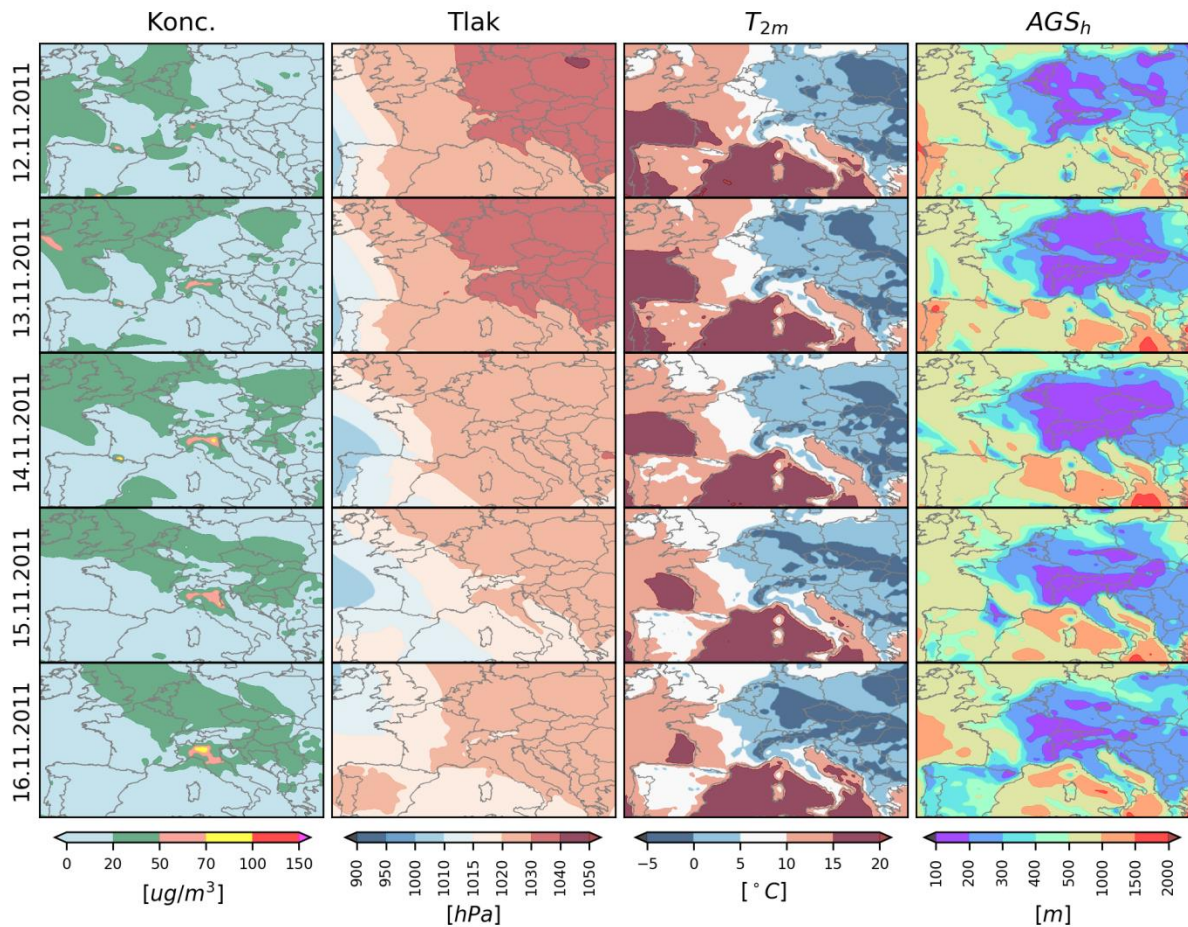 Konc. Tlak T2m AGSh
12.11.2011
13.11.2011
14.11.2011
15.11.2011
16.11.2011
0 20 50 70 100 150
[ug/m³]
900 950 1000 1005 1010 1015 1020 1030 1040 1050
[hPa]
−5 0 5 10 15 20
[°C]
100 200 300 400 500 1000 1500 2000
[m]